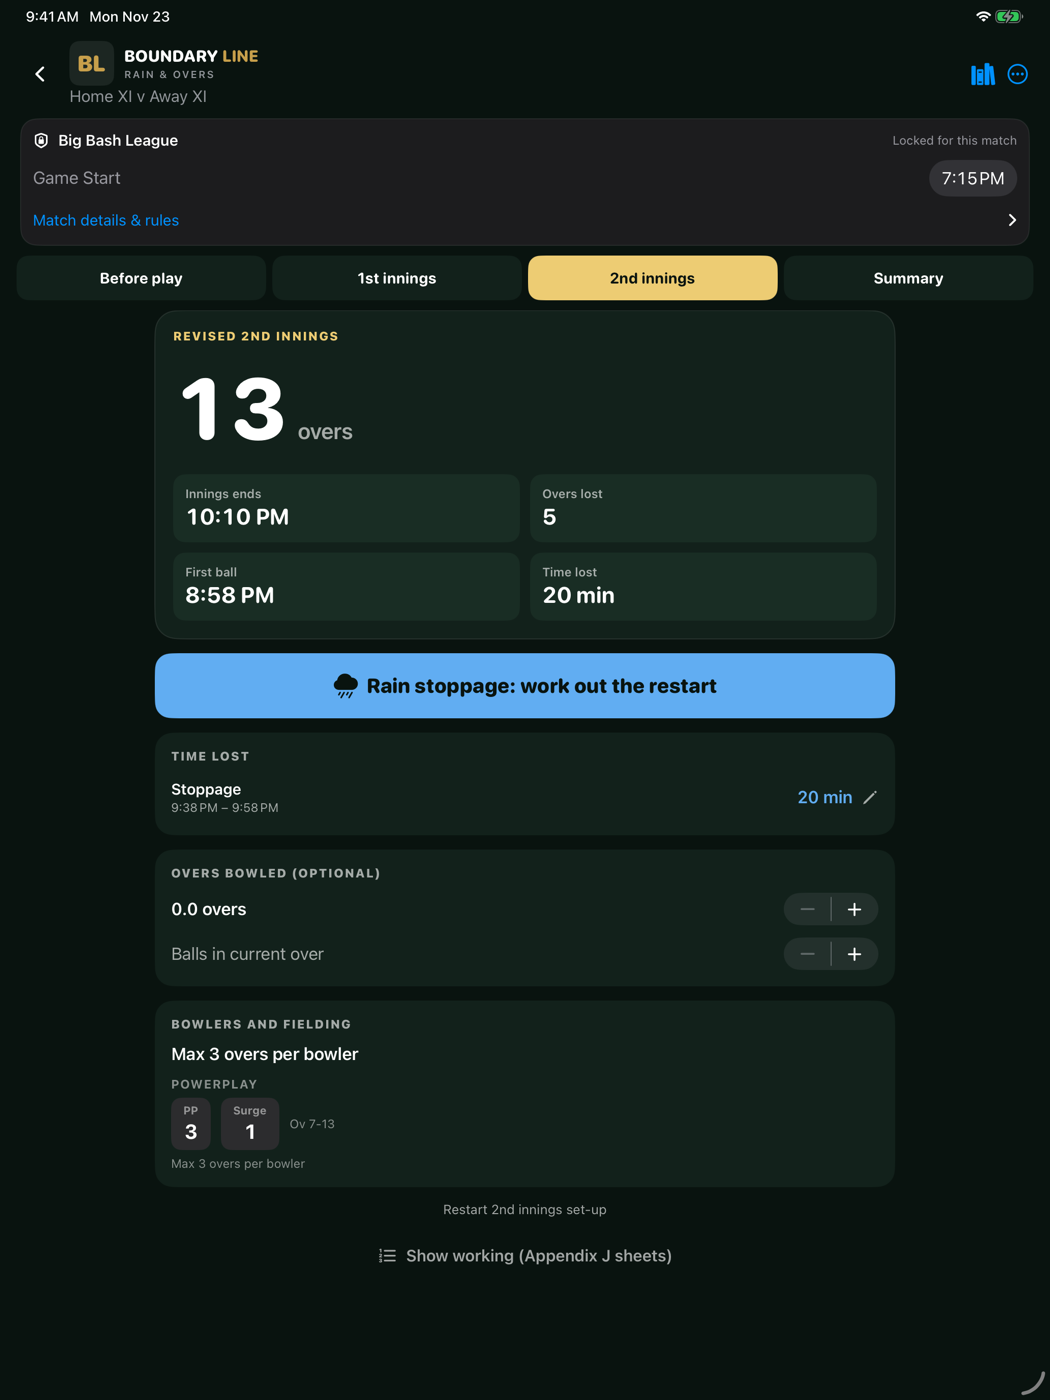 9:41 AM Mon Nov 23
BL
BOUNDARY LINE
RAIN & OVERS
Home XI v Away XI
Big Bash League
Locked for this match
Game Start
7:15 PM
Match details & rules
Before play
1st innings
2nd innings
Summary
REVISED 2ND INNINGS
13 overs
Innings ends
10:10 PM
Overs lost
5
First ball
8:58 PM
Time lost
20 min
Rain stoppage: work out the restart
TIME LOST
Stoppage
9:38 PM – 9:58 PM
20 min
OVERS BOWLED (OPTIONAL)
0.0 overs
Balls in current over
BOWLERS AND FIELDING
Max 3 overs per bowler
POWERPLAY
PP
3
Surge
1
Ov 7-13
Max 3 overs per bowler
Restart 2nd innings set-up
Show working (Appendix J sheets)